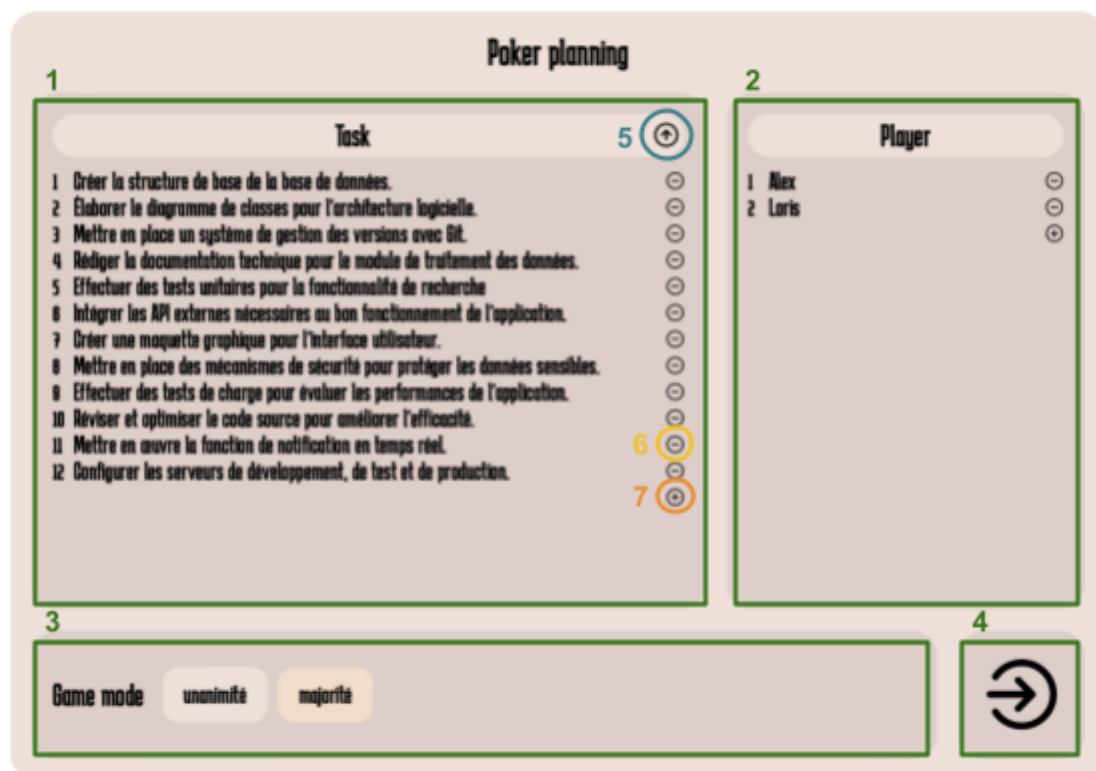 Poker planning
1
2
Task
5
Player
1 Créer la structure de base de la base de données.
2 Élaborer le diagramme de classes pour l'architecture logicielle.
3 Mettre en place un système de gestion des versions avec Git.
4 Rédiger la documentation technique pour le module de traitement des données.
5 Effectuer des tests unitaires pour la fonctionnalité de recherche
6 Intégrer les API externes nécessaires au bon fonctionnement de l'application.
7 Créer une maquette graphique pour l'interface utilisateur.
8 Mettre en place des mécanismes de sécurité pour protéger les données sensibles.
9 Effectuer des tests de charge pour évaluer les performances de l'application.
10 Réviser et optimiser le code source pour améliorer l'efficacité.
11 Mettre en œuvre la fonction de notification en temps réel.
6
12 Configurer les serveurs de développement, de test et de production.
7
1 Alex
2 Loris
3
4
Game mode
unanimité
majorité